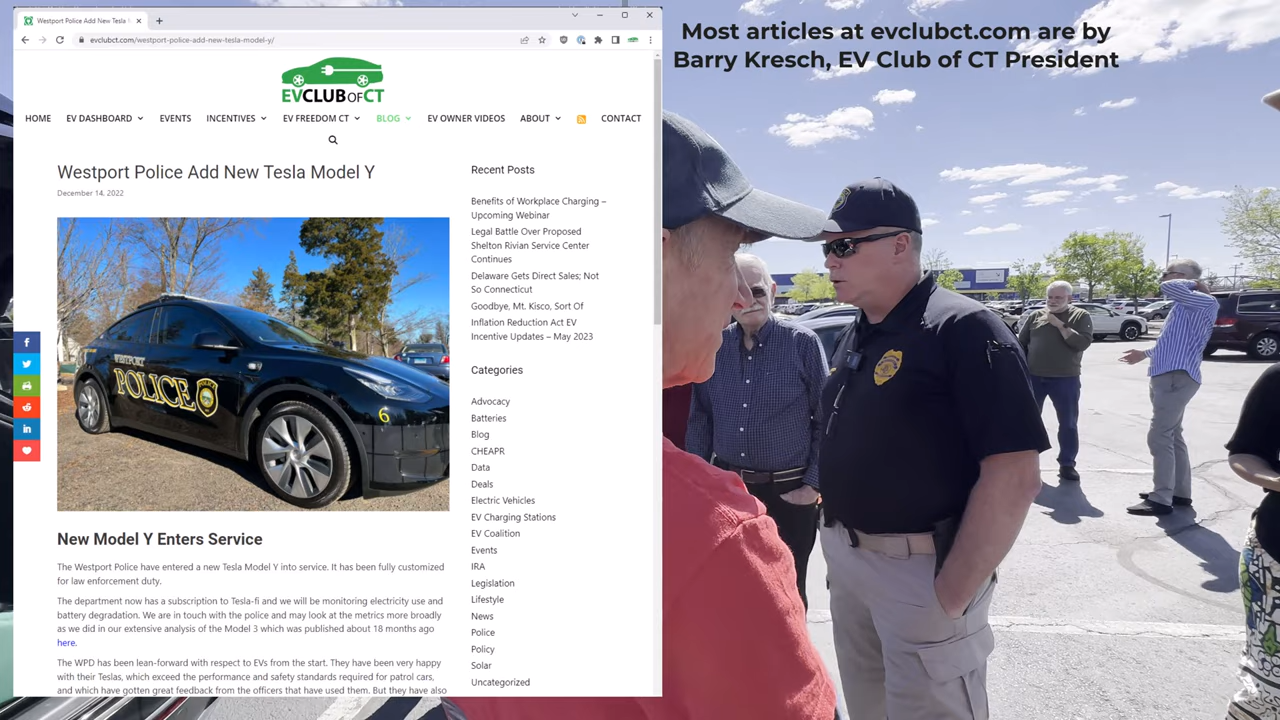 Most articles at evclubct.com are by
Barry Kresch, EV Club of CT President
Westport Police Add New Tesla
evclubct.com/westport-police-add-new-tesla-model-y/
EVCLUBOFCT
HOME EV DASHBOARD EVENTS INCENTIVES EV FREEDOM CT BLOG EV OWNER VIDEOS ABOUT CONTACT
Westport Police Add New Tesla Model Y
December 14, 2022
WESTPORT
POLICE
6
New Model Y Enters Service
The Westport Police have entered a new Tesla Model Y into service. It has been fully customized
for law enforcement duty.
The department now has a subscription to Tesla-fi and we will be monitoring electricity use and
battery degradation. We are in touch with the police and may look at the metrics more broadly
as we did in our extensive analysis of the Model 3 which was published about 18 months ago
here.
The WPD has been lean-forward with respect to EVs from the start. They have been very happy
with their Teslas, which exceed the performance and safety standards required for patrol cars,
and which have gotten great feedback from the officers that have used them. But they have also
Recent Posts
Benefits of Workplace Charging –
Upcoming Webinar
Legal Battle Over Proposed
Shelton Rivian Service Center
Continues
Delaware Gets Direct Sales; Not
So Connecticut
Goodbye, Mt. Kisco, Sort Of
Inflation Reduction Act EV
Incentive Updates – May 2023
Categories
Advocacy
Batteries
Blog
CHEAPR
Data
Deals
Electric Vehicles
EV Charging Stations
EV Coalition
Events
IRA
Legislation
Lifestyle
News
Police
Policy
Solar
Uncategorized